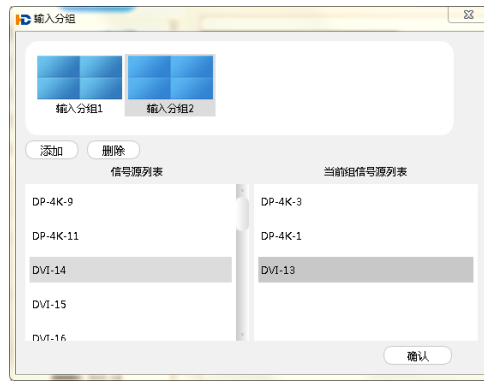 输入分组
输入分组1 输入分组2
添加 删除
信号源列表 当前组信号源列表
DP-4K-9 DP-4K-3
DP-4K-11 DP-4K-1
DVI-14 DVI-13
DVI-15
DVI-16
确认